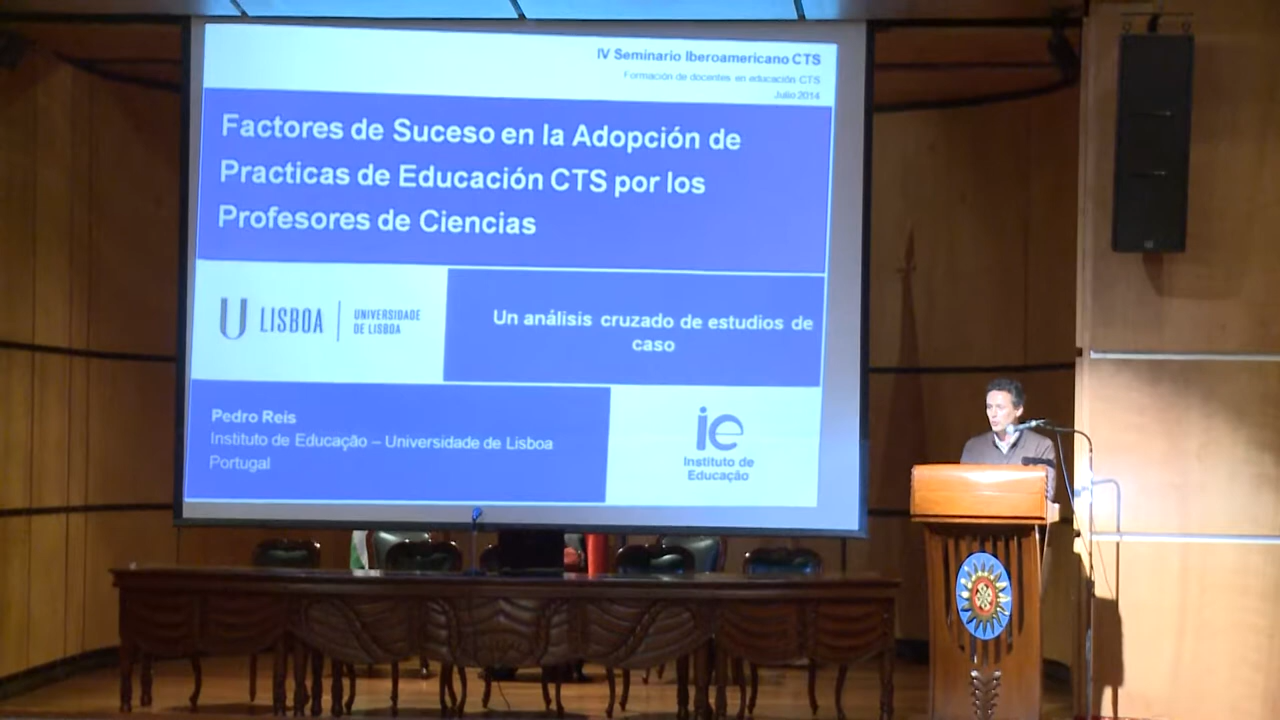 IV Seminario Iberoamericano CTS
Formación de docentes en educación CTS
Julio 2014
Factores de Suceso en la Adopción de
Practicas de Educación CTS por los
Profesores de Ciencias
U LISBOA
UNIVERSIDADE
DE LISBOA
Un análisis cruzado de estudios de
caso
Pedro Reis
Instituto de Educação – Universidade de Lisboa
Portugal
ie
Instituto de
Educação